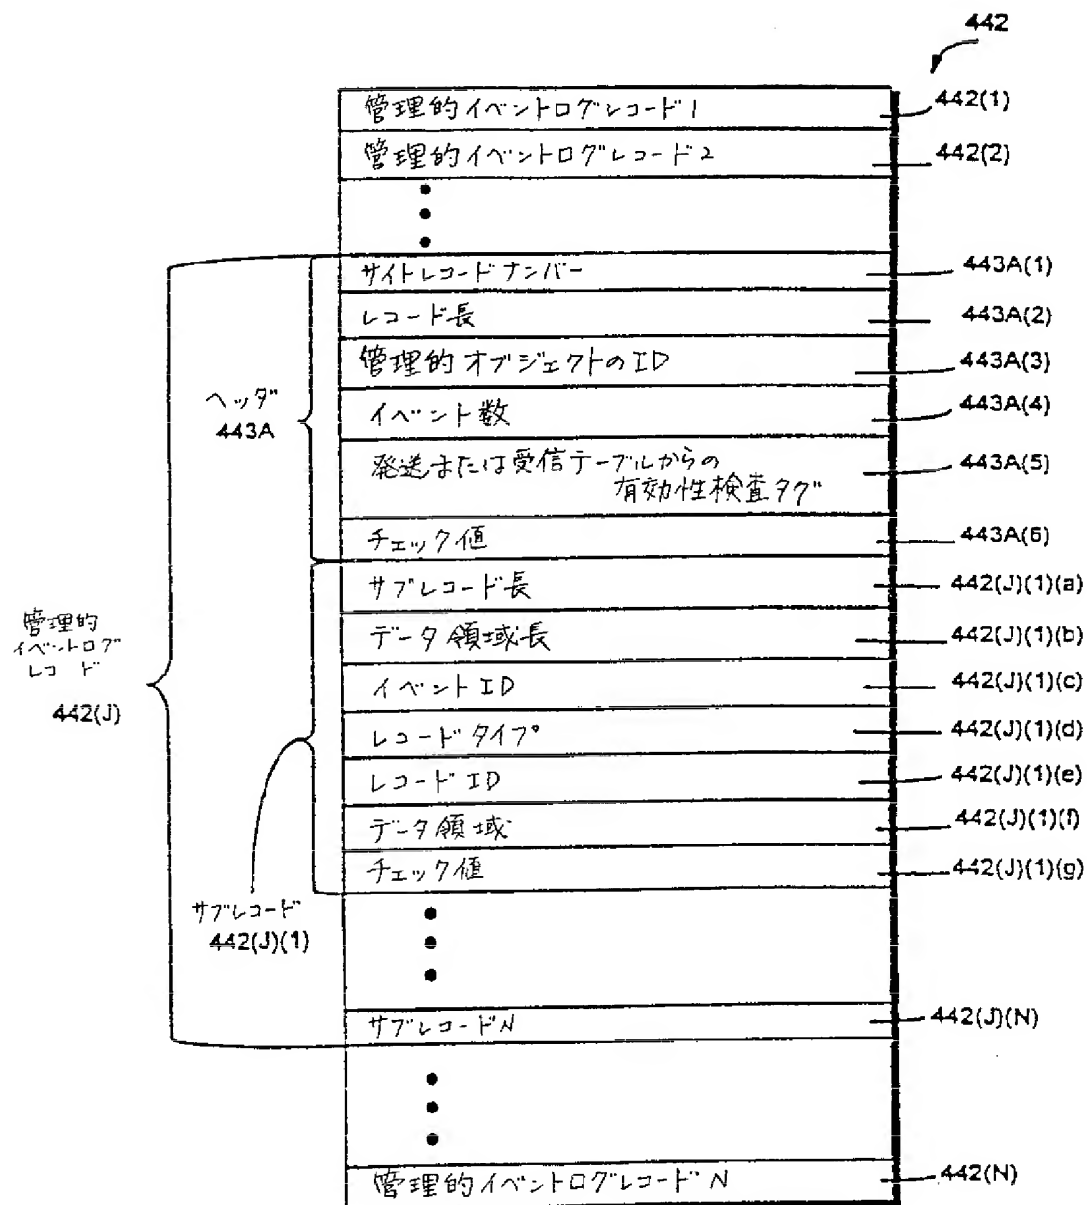 442
管理的イベントログレコード1 442(1)
管理的イベントログレコード2 442(2)
サイトレコードナンバー 443A(1)
レコード長 443A(2)
管理的オブジェクトのID 443A(3)
ヘッダ
443A
イベント数 443A(4)
発送または受信テーブルからの 443A(5)
有効性検査タグ
チェック値 443A(6)
サブレコード長 442(J)(1)(a)
管理的
イベントログ
レコード
442(J)
データ領域長 442(J)(1)(b)
イベントID 442(J)(1)(c)
レコードタイプ 442(J)(1)(d)
レコードID 442(J)(1)(e)
データ領域 442(J)(1)(f)
チェック値 442(J)(1)(g)
サブレコード
442(J)(1)
サブレコードN 442(J)(N)
管理的イベントログレコードN 442(N)